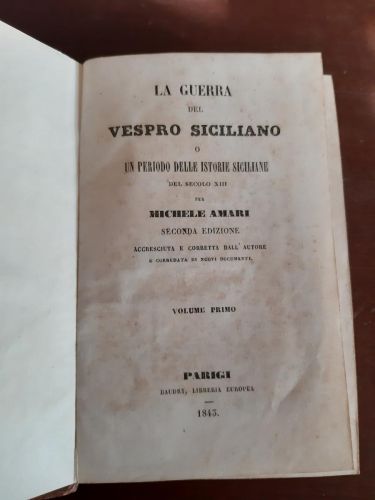 LA GUERRA
DEL
VESPRO SICILIANO
O
UN PERIODO DELLE ISTORIE SICILIANE
DEL SECOLO XIII
PER
MICHELE AMARI
SECONDA EDIZIONE
ACCRESCIUTA E CORRETTA DALL'AUTORE
E CORREDATA DI NUOVI DOCUMENTI.
VOLUME PRIMO
PARIGI
BAUDRY, LIBRERIA EUROPEA
1843.